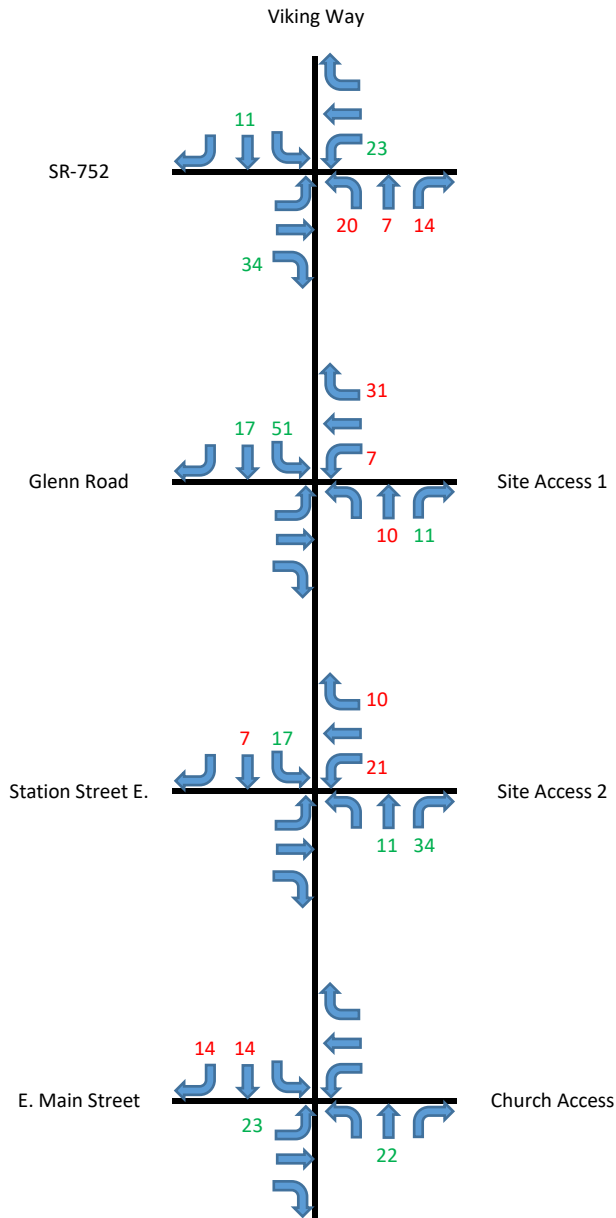 Viking Way
11
23
SR-752
20 7 14
34
31
17 51
7
Glenn Road
Site Access 1
10 11
10
7 17
21
Station Street E.
Site Access 2
11 34
14 14
E. Main Street
Church Access
23
22